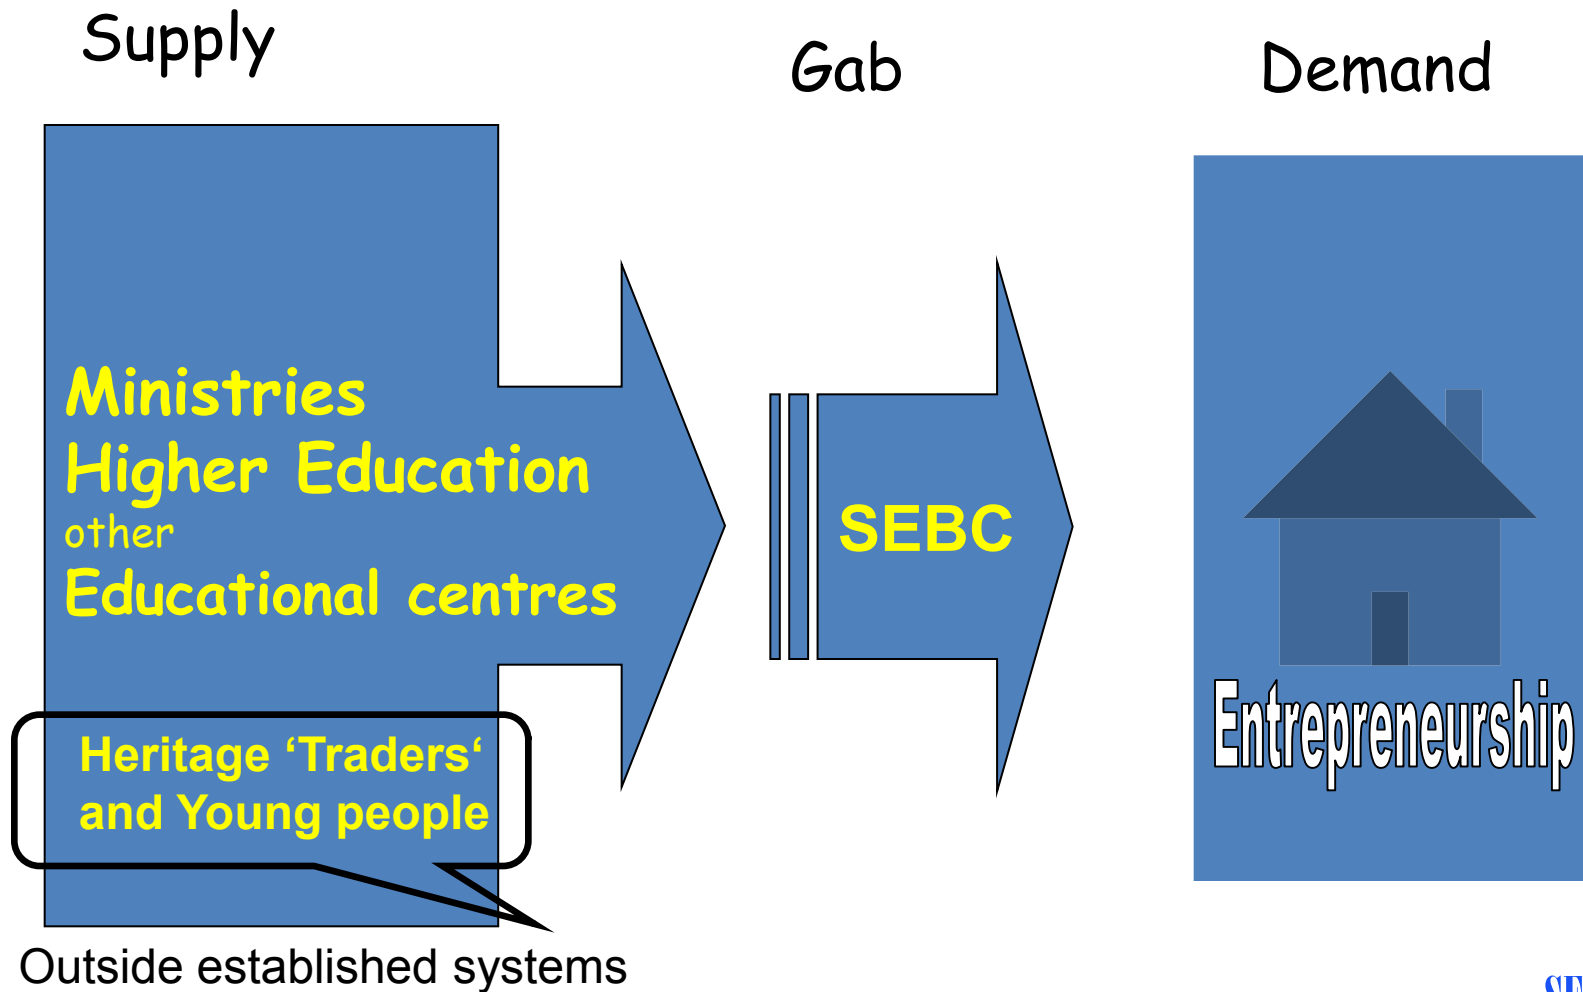 Supply
Gab
Demand
Ministries
Higher Education
other
Educational centres
Heritage ‘Traders‘
and Young people
SEBC
Entrepreneurship
Outside established systems